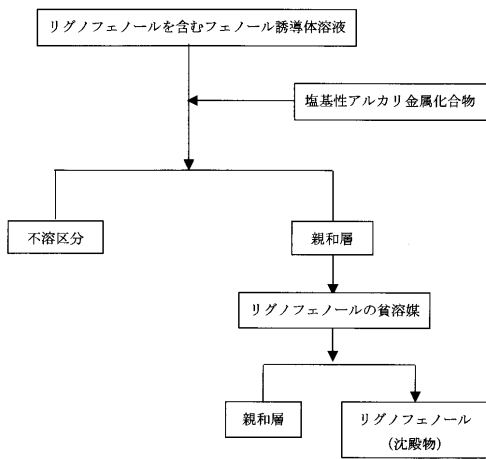 リグノフェノールを含むフェノール誘導体溶液
塩基性アルカリ金属化合物
不溶区分
親和層
リグノフェノールの貧溶媒
親和層
リグノフェノール
(沈殿物)